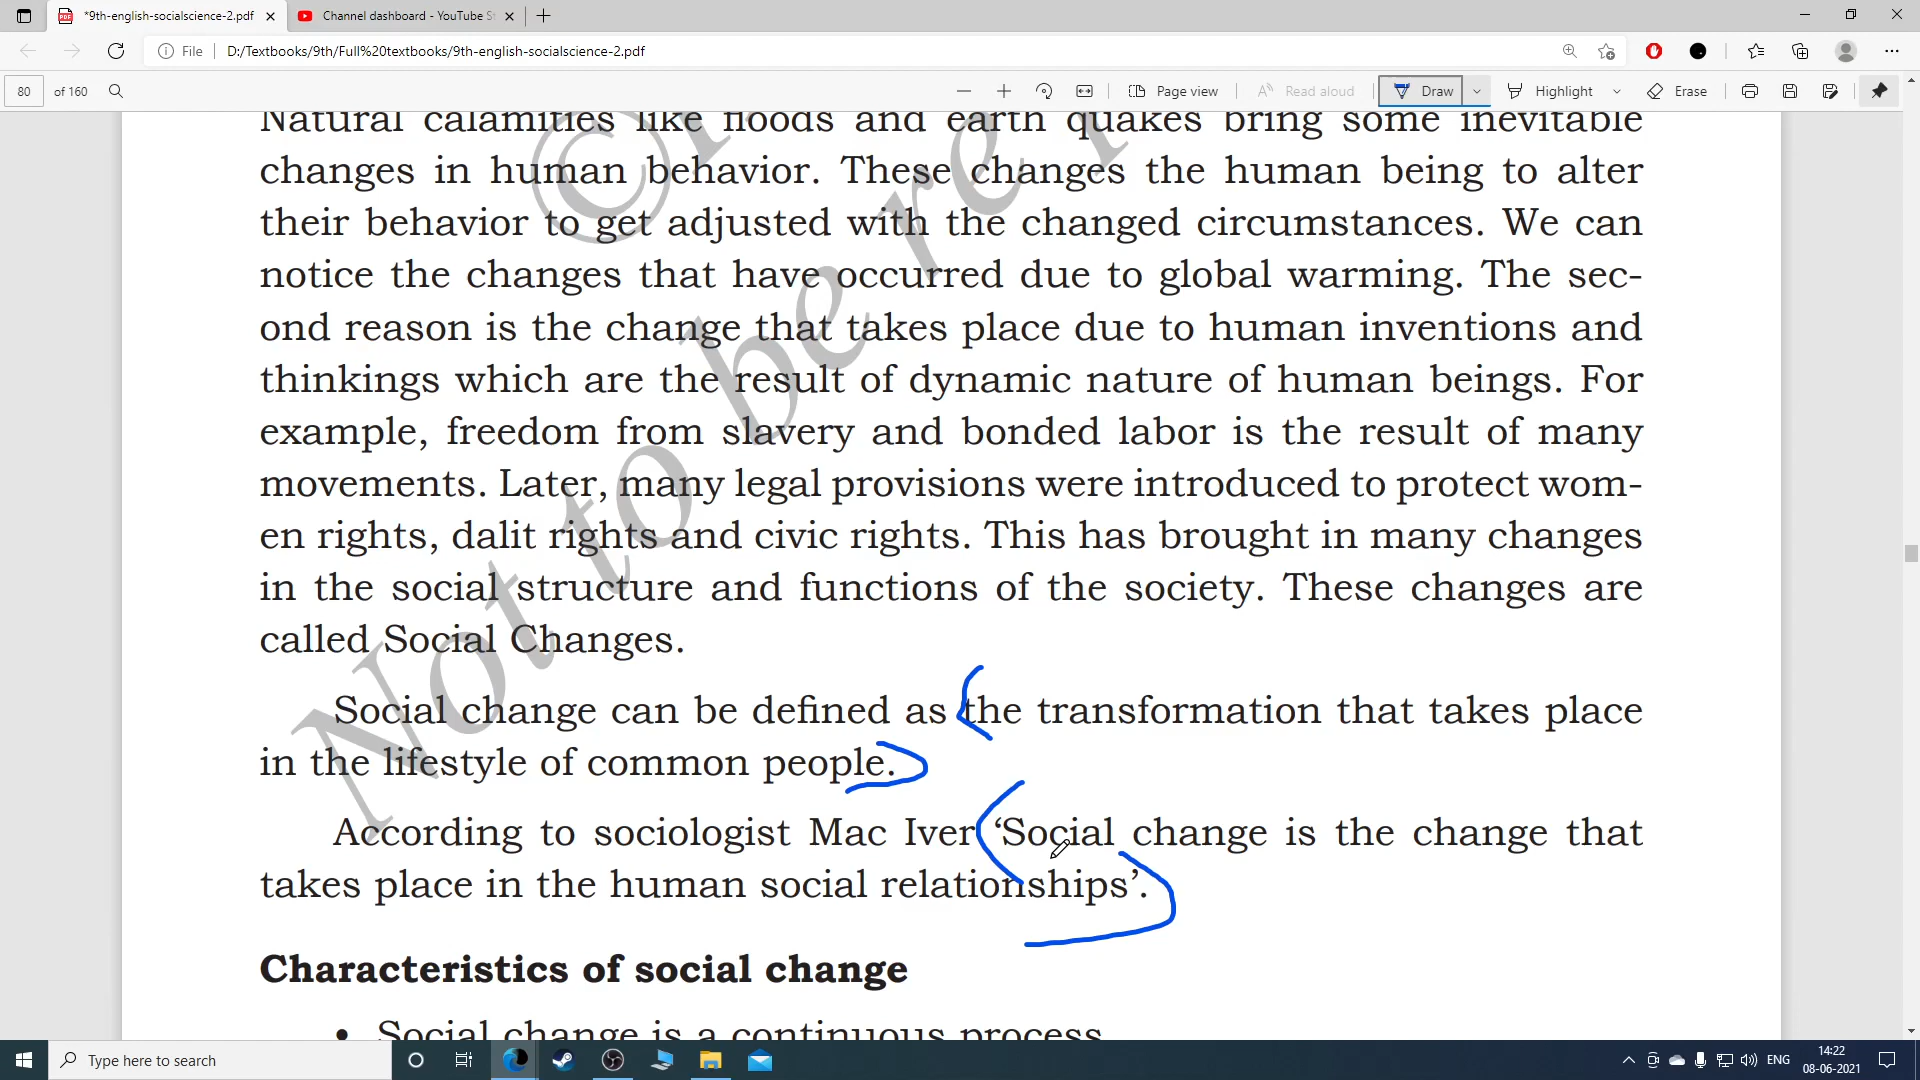 *9th-english-socialscience-2.pdf
Channel dashboard - YouTube S
File
D:/Textbooks/9th/Full%20textbooks/9th-english-socialscience-2.pdf
80 of 160
Page view
Read aloud
Draw
Highlight
Erase
Natural calamities like floods and earth quakes bring some inevitable
changes in human behavior. These changes the human being to alter
their behavior to get adjusted with the changed circumstances. We can
notice the changes that have occurred due to global warming. The sec-
ond reason is the change that takes place due to human inventions and
thinkings which are the result of dynamic nature of human beings. For
example, freedom from slavery and bonded labor is the result of many
movements. Later, many legal provisions were introduced to protect wom-
en rights, dalit rights and civic rights. This has brought in many changes
in the social structure and functions of the society. These changes are
called Social Changes.
Social change can be defined as the transformation that takes place
in the lifestyle of common people.
According to sociologist Mac Iver ‘Social change is the change that
takes place in the human social relationships’.
Characteristics of social change
• Social change is a continuous process
© 
Not to be re
Type here to search
ENG
14:22
08-06-2021